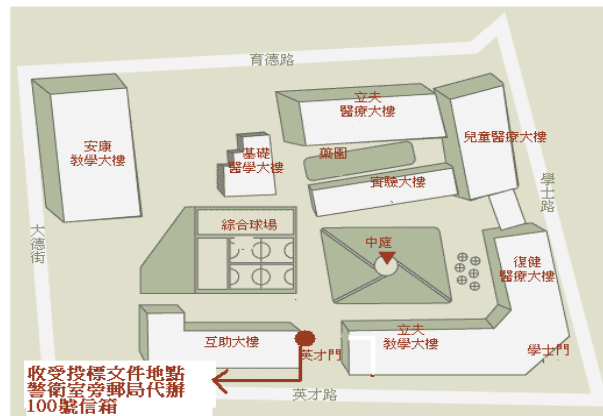 育德路
立夫
醫療大樓
兒童醫療大樓
安康
教學大樓
基礎
醫學大樓
藥園
實驗大樓
學士路
大德街
綜合球場
中庭
復健
醫療大樓
互助大樓
英才門
立夫
教學大樓
學士門
英才路
收受投標文件地點
警衛室旁郵局代辦
100號信箱